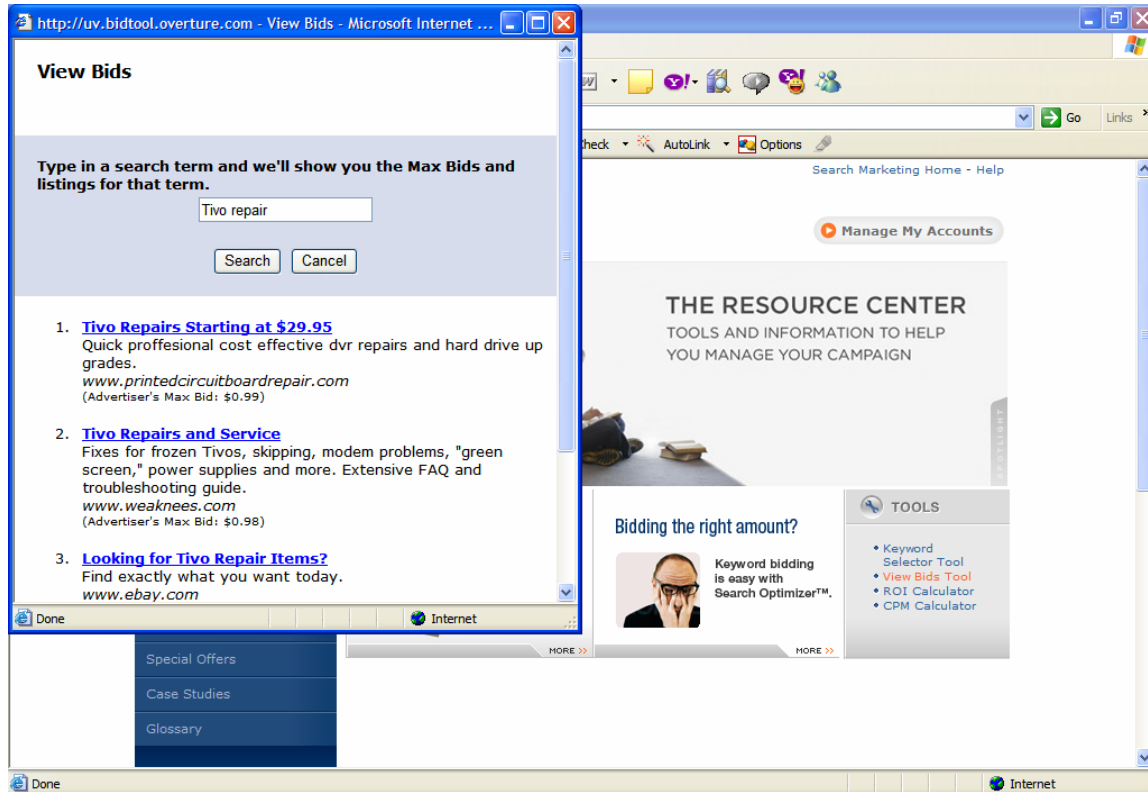 http://uv.bidtool.overture.com - View Bids - Microsoft Internet ...
View Bids
Type in a search term and we'll show you the Max Bids and
listings for that term.
Tivo repair
Search Cancel
1. Tivo Repairs Starting at $29.95
Quick proffesional cost effective dvr repairs and hard drive up
grades.
www.printedcircuitboardrepair.com
(Advertiser's Max Bid: $0.99)
2. Tivo Repairs and Service
Fixes for frozen Tivos, skipping, modem problems, "green
screen," power supplies and more. Extensive FAQ and
troubleshooting guide.
www.weaknees.com
(Advertiser's Max Bid: $0.98)
3. Looking for Tivo Repair Items?
Find exactly what you want today.
www.ebay.com
Done Internet
Go Links
AutoLink Options
Search Marketing Home - Help
Manage My Accounts
THE RESOURCE CENTER
TOOLS AND INFORMATION TO HELP
YOU MANAGE YOUR CAMPAIGN
SPOTLIGHT
MORE >>
Bidding the right amount?
Keyword bidding
is easy with
Search Optimizer™.
MORE >>
TOOLS
• Keyword
Selector Tool
• View Bids Tool
• ROI Calculator
• CPM Calculator
Special Offers
Case Studies
Glossary
Done Internet